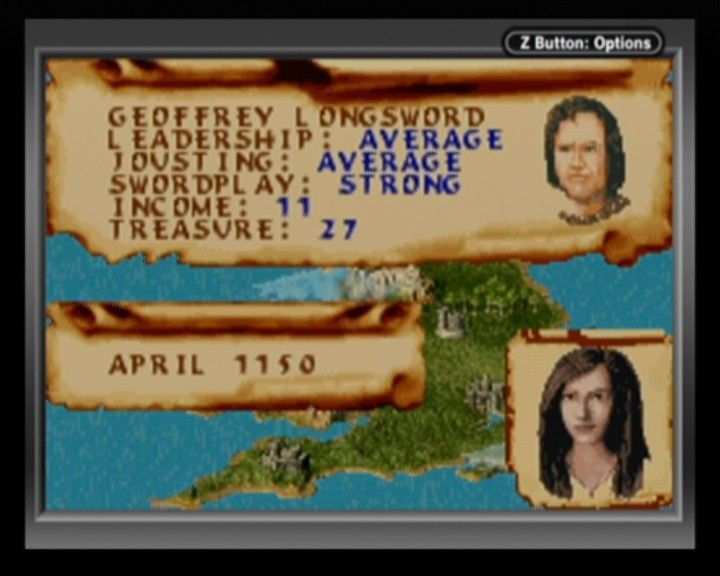 Z Button: Options
GEOFFREY LONGSWORD
LEADERSHIP: AVERAGE
JOUSTING: AVERAGE
SWORDPLAY: STRONG
INCOME: 11
TREASURE: 27
APRIL 1150